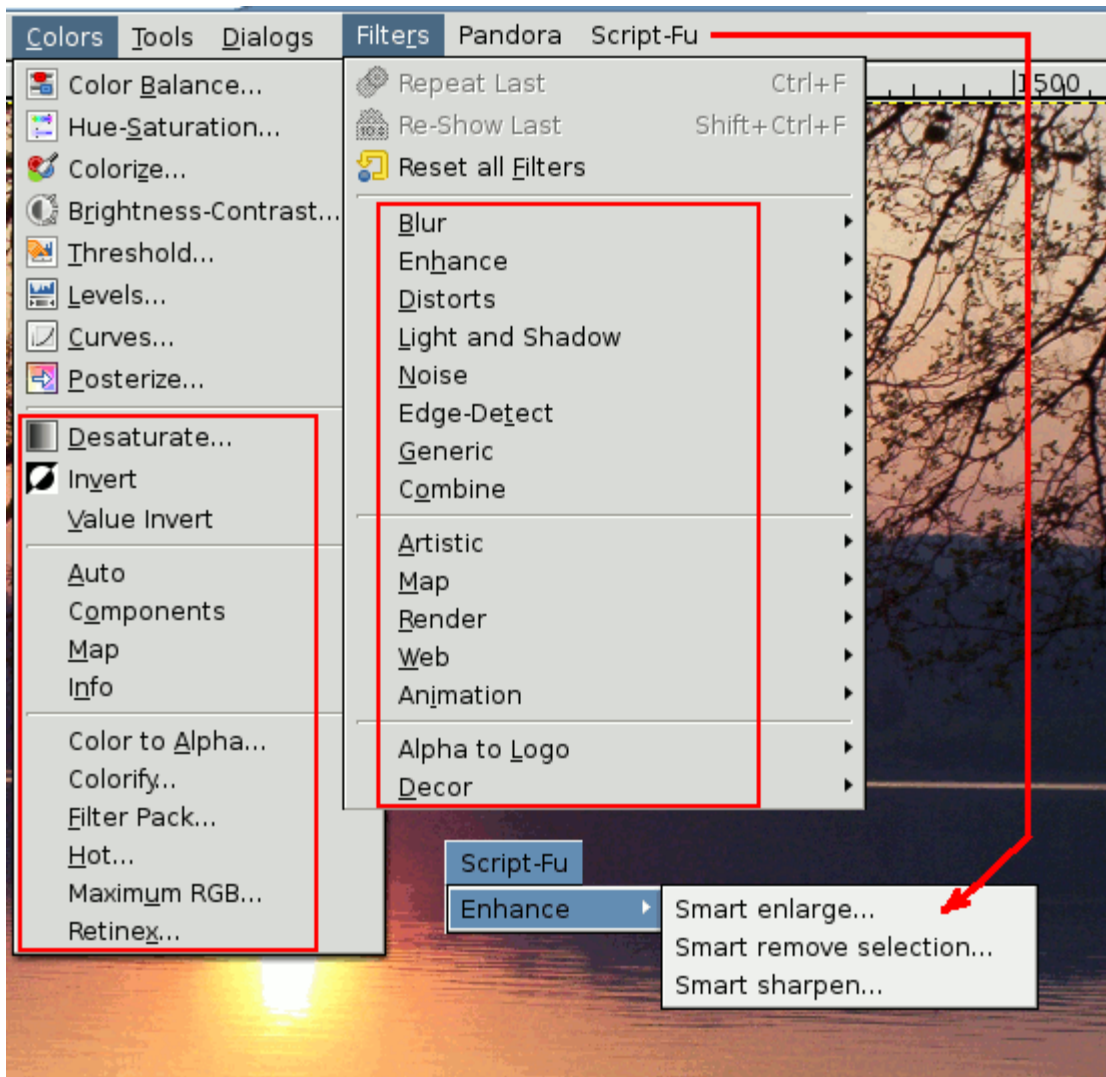 Colors Tools Dialogs Filters Pandora Script-Fu
Color Balance...
Hue-Saturation...
Colorize...
Brightness-Contrast...
Threshold...
Levels...
Curves...
Posterize...
Desaturate...
Invert
Value Invert
Auto
Components
Map
Info
Color to Alpha...
Colorify...
Filter Pack...
Hot...
Maximum RGB...
Retinex...
Repeat Last Ctrl+F
Re-Show Last Shift+Ctrl+F
Reset all Filters
Blur
Enhance
Distorts
Light and Shadow
Noise
Edge-Detect
Generic
Combine
Artistic
Map
Render
Web
Animation
Alpha to Logo
Decor
1500
Script-Fu
Enhance
Smart enlarge...
Smart remove selection...
Smart sharpen...